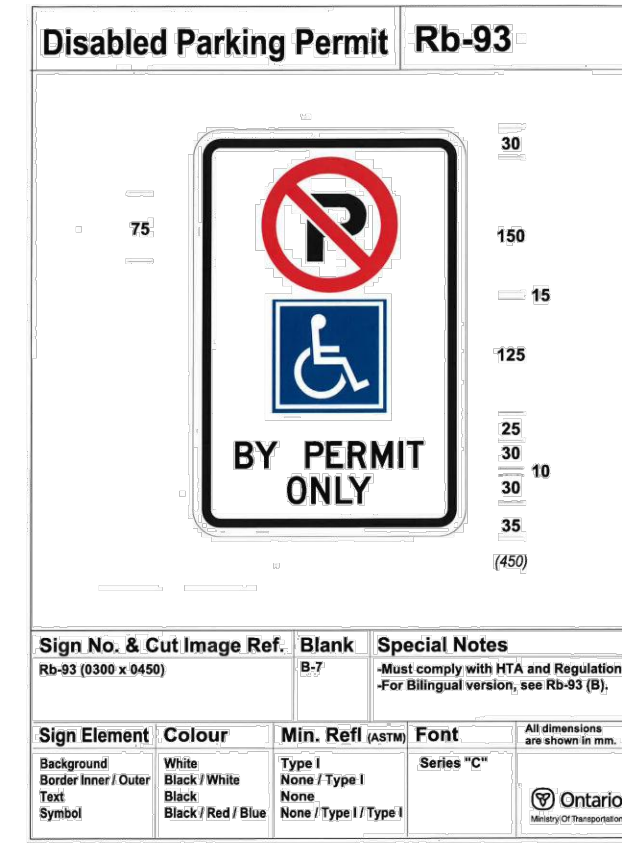 Disabled Parking Permit Rb-93
30
75
P
150
15
125
25
BY PERMIT
30
10
ONLY
30
35
(450)
Sign No. & Cut Image Ref. Blank Special Notes
Rb-93 (0300 x 0450) B-7 -Must comply with HTA and Regulation
-For Bilingual version, see Rb-93 (B).
Sign Element Colour Min. Refl (ASTM) Font All dimensions
are shown in mm.
Background White Type I Series "C"
Border Inner / Outer Black / White None / Type I
Text Black None
Symbol Black / Red / Blue None / Type I / Type I
Ontario
Ministry Of Transportation